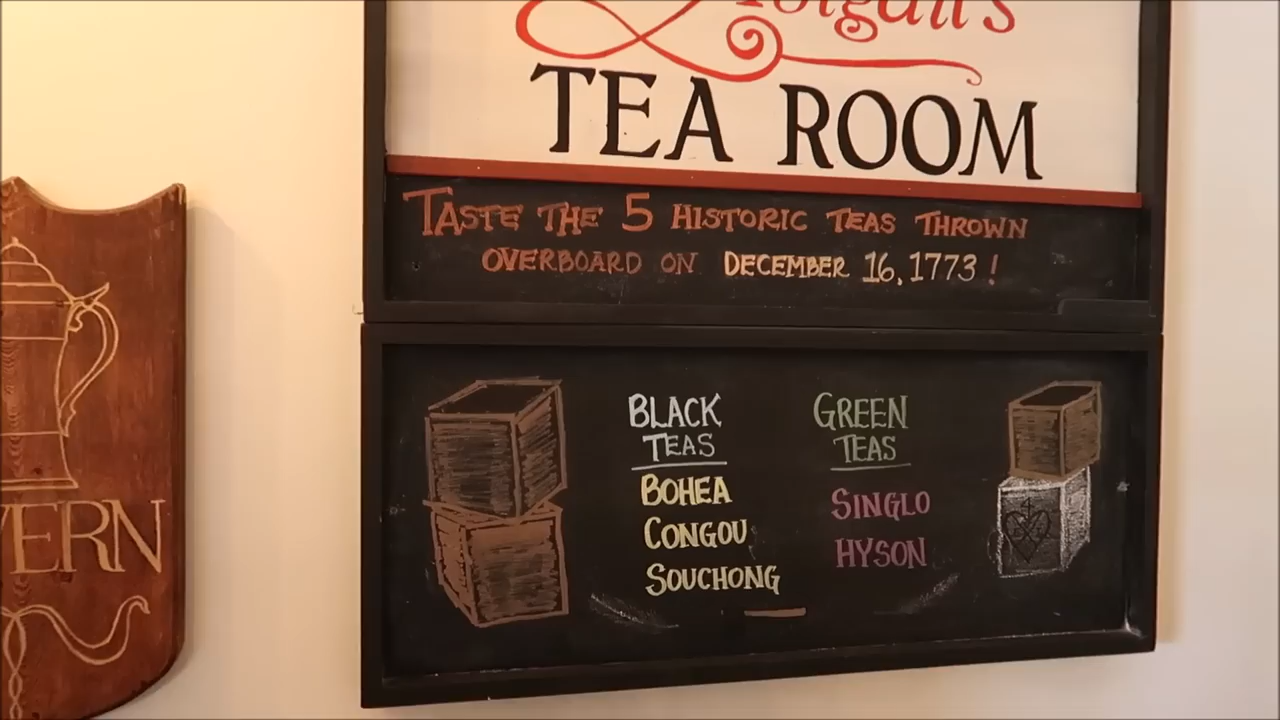 TEA ROOM
TASTE THE 5 HISTORIC TEAS THROWN
OVERBOARD ON DECEMBER 16, 1773!
BLACK
TEAS
BOHEA
CONGOU
SOUCHONG
GREEN
TEAS
SINGLO
HYSON